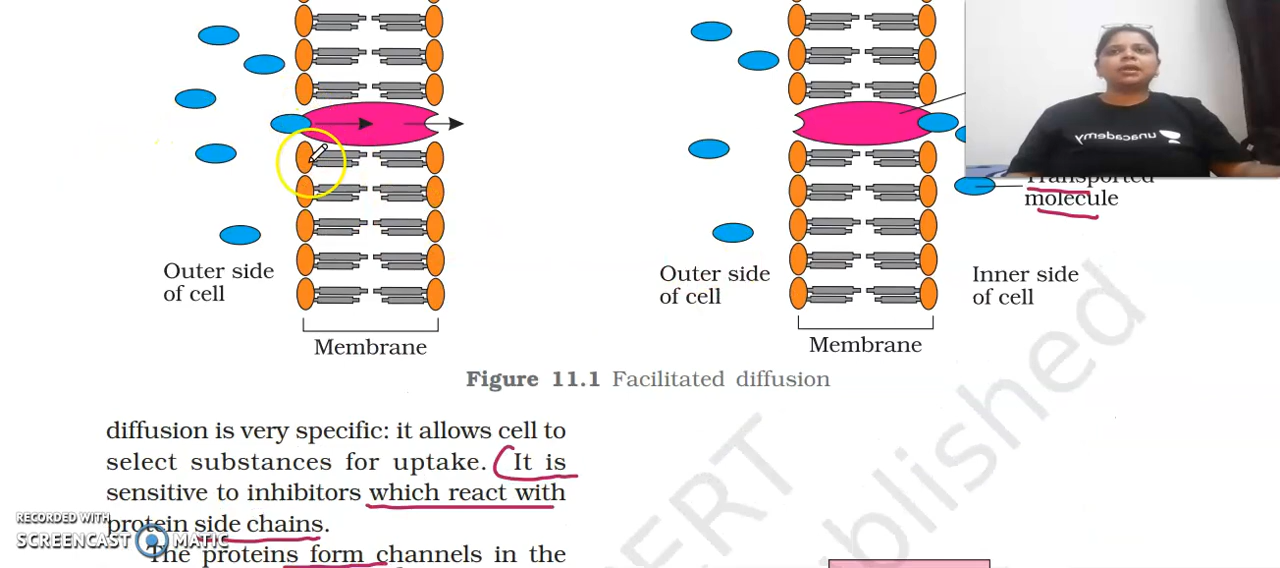 unacademy
Transported
molecule
Outer side
of cell
Outer side
of cell
Inner side
of cell
Membrane
Membrane
Figure 11.1 Facilitated diffusion
diffusion is very specific: it allows cell to
select substances for uptake. It is
sensitive to inhibitors which react with
protein side chains.
The proteins form channels in the
RECORDED WITH
SCREENCAST MATIC